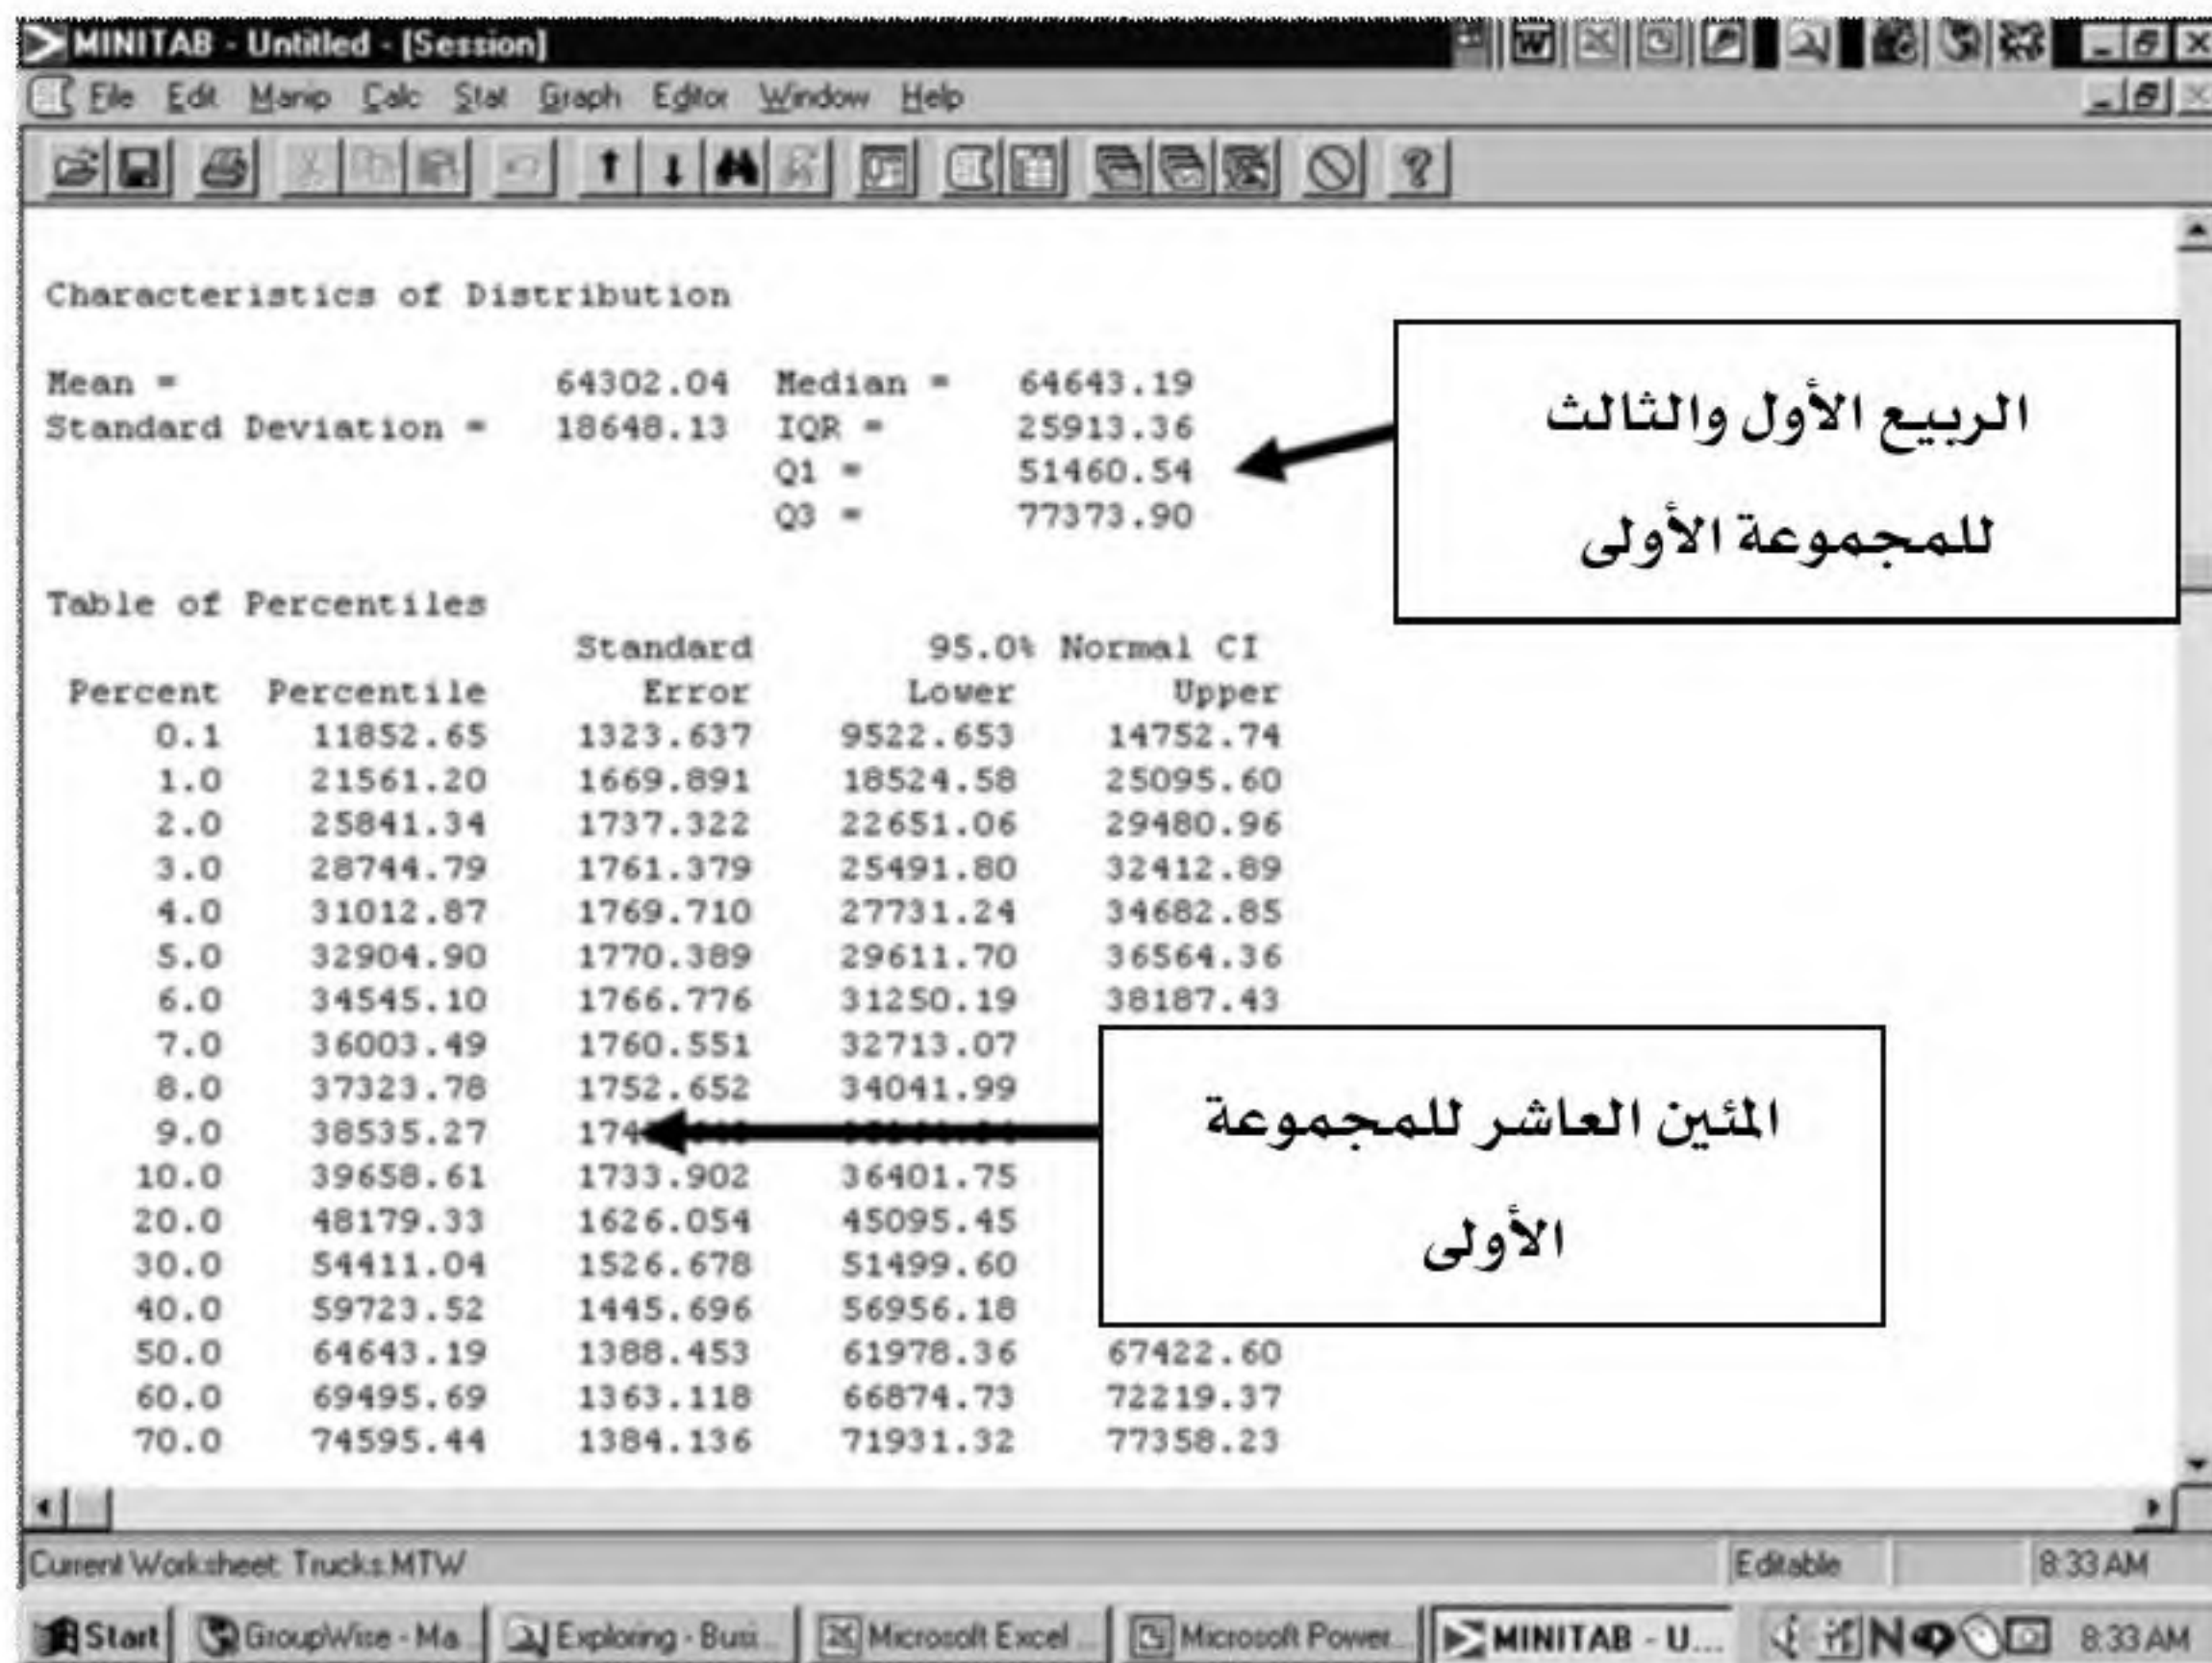 MINITAB - Untitled - [Session]
File Edit Manip Calc Stat Graph Editor Window Help
Characteristics of Distribution
Mean = 64302.04 Median = 64643.19
Standard Deviation = 18648.13 IQR = 25913.36
Q1 = 51460.54
Q3 = 77373.90
الربيع الأول والثالث
للمجموعة الأولى
Table of Percentiles
Standard 95.0% Normal CI
Percent Percentile Error Lower Upper
0.1 11852.65 1323.637 9522.653 14752.74
1.0 21561.20 1669.891 18524.58 25095.60
2.0 25841.34 1737.322 22651.06 29480.96
3.0 28744.79 1761.379 25491.80 32412.89
4.0 31012.87 1769.710 27731.24 34682.85
5.0 32904.90 1770.389 29611.70 36564.36
6.0 34545.10 1766.776 31250.19 38187.43
7.0 36003.49 1760.551 32713.07
8.0 37323.78 1752.652 34041.99
9.0 38535.27
10.0 39658.61 1733.902 36401.75
20.0 48179.33 1626.054 45095.45
30.0 54411.04 1526.678 51499.60
40.0 59723.52 1445.696 56956.18
50.0 64643.19 1388.453 61978.36 67422.60
60.0 69495.69 1363.118 66874.73 72219.37
70.0 74595.44 1384.136 71931.32 77358.23
المئين العاشر للمجموعة
الأولى
Current Worksheet: Trucks.MTW Editable 8:33 AM
Start GroupWise - Ma... Exploring - Busi... Microsoft Excel ... Microsoft Power... MINITAB - U... 8:33 AM